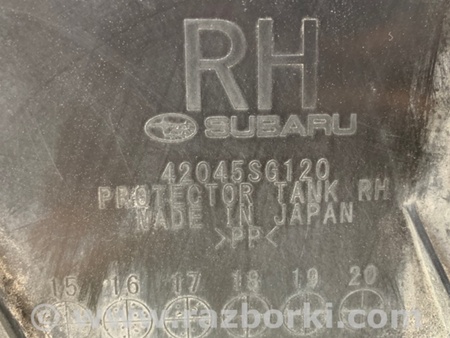 RH
SUBARU
42045SG120
PROTECTOR TANK RH
MADE IN JAPAN
>PP<
15 16 17 18 19 20
www.razborki.com